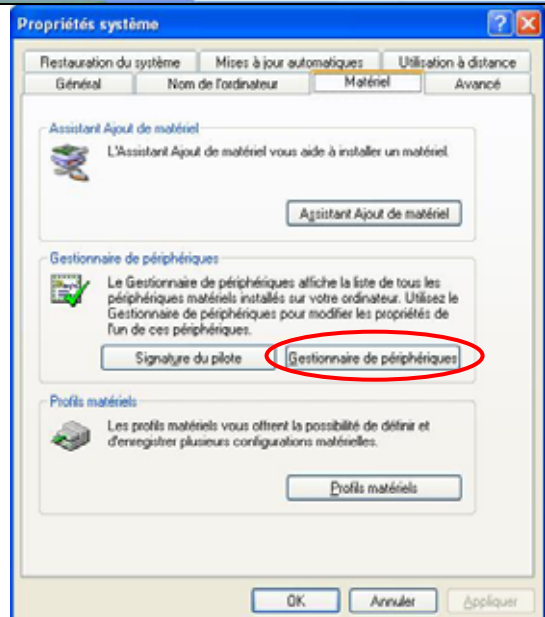 Propriétés système
Restauration du système Mises à jour automatiques Utilisation à distance
Général Nom de l'ordinateur Matériel Avancé
Assistant Ajout de matériel
L'Assistant Ajout de matériel vous aide à installer un matériel.
Assistant Ajout de matériel
Gestionnaire de périphériques
Le Gestionnaire de périphériques affiche la liste de tous les
périphériques matériels installés sur votre ordinateur. Utilisez le
Gestionnaire de périphériques pour modifier les propriétés de
l'un de ces périphériques.
Signature du pilote Gestionnaire de périphériques
Profils matériels
Les profils matériels vous offrent la possibilité de définir et
d'enregistrer plusieurs configurations matérielles.
Profils matériels
OK Annuler Appliquer